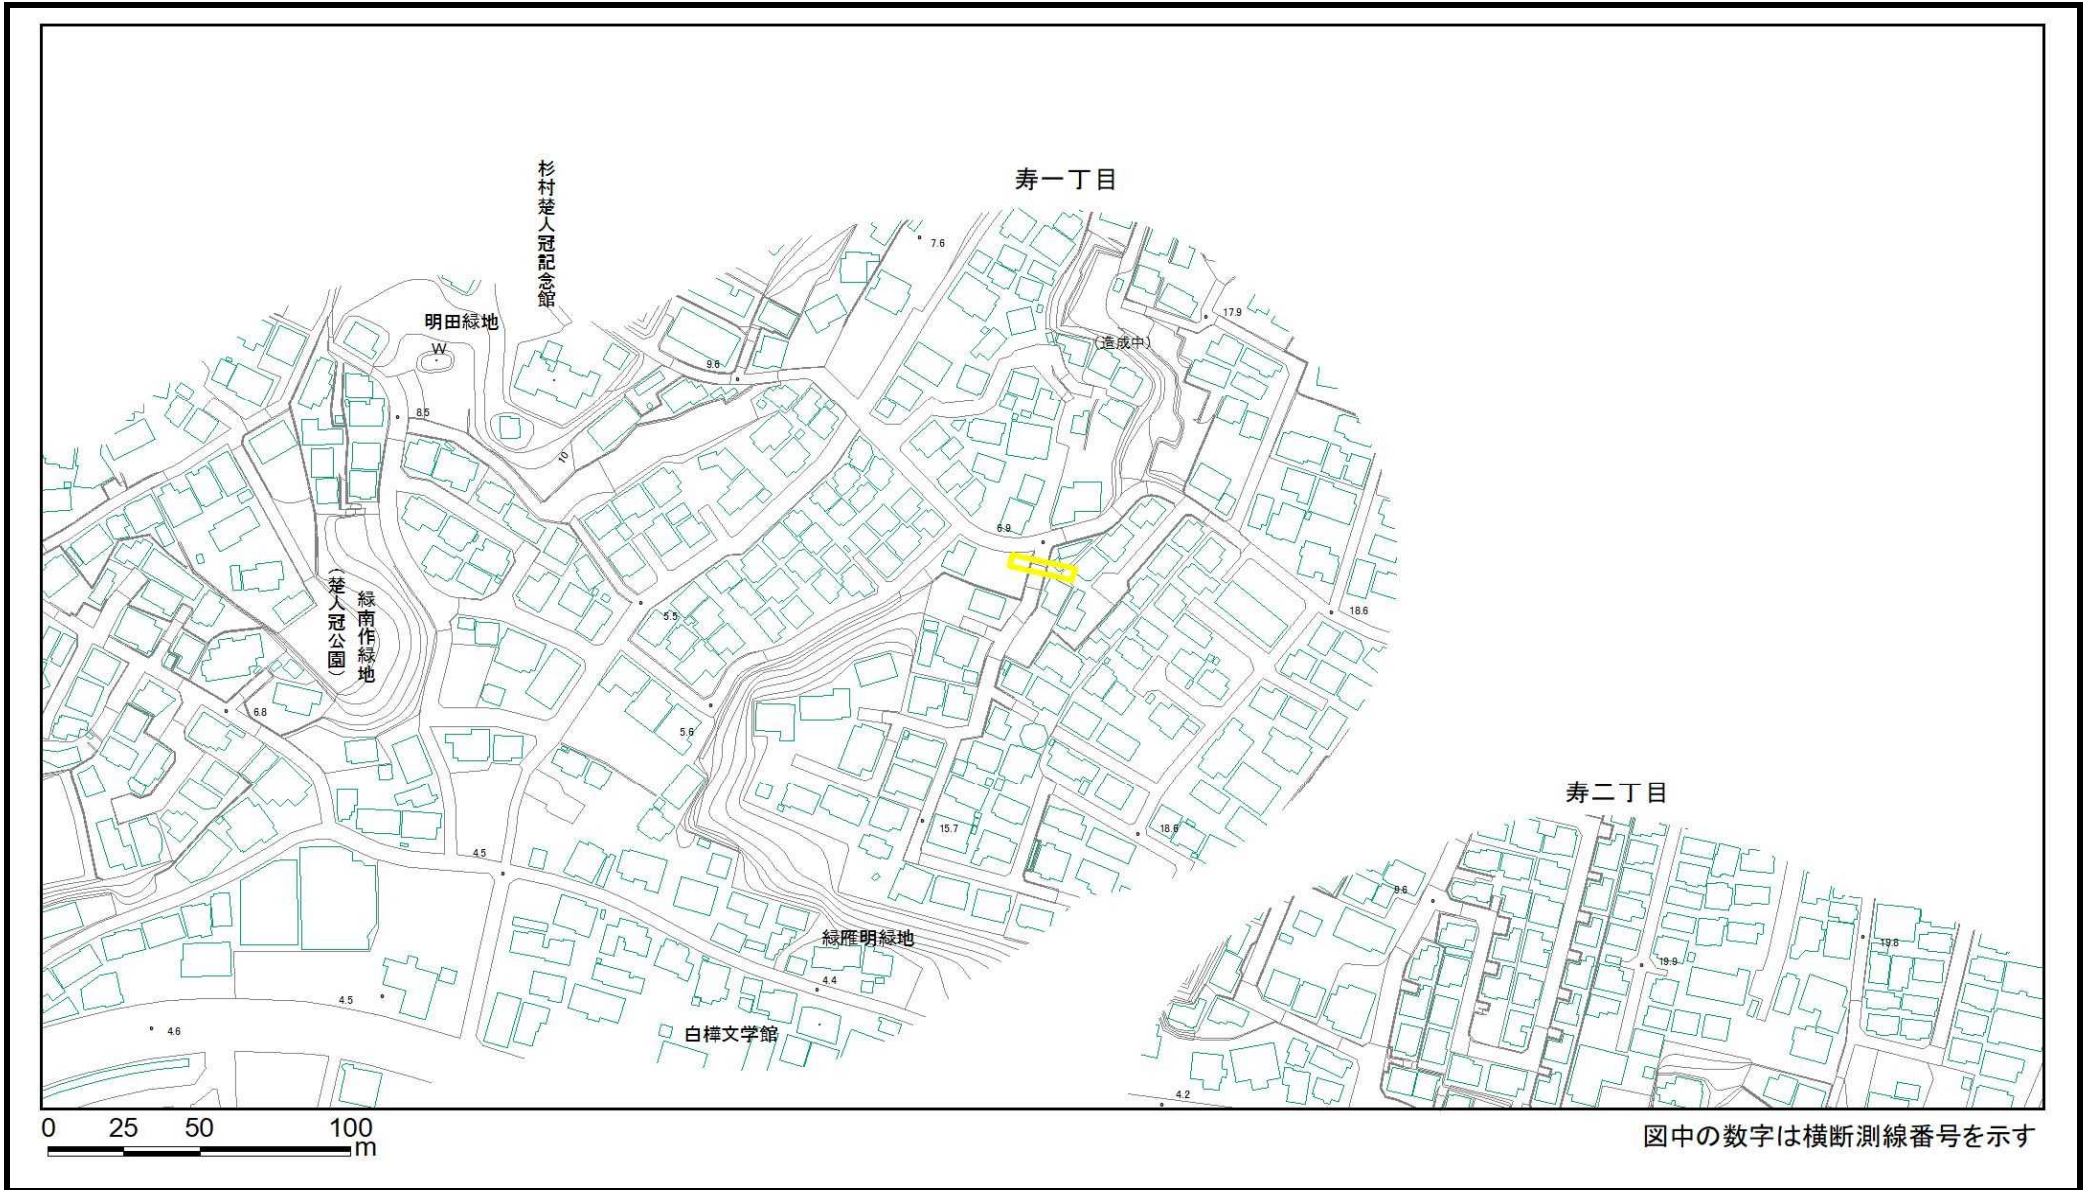 寿一丁目
杉村楚人冠記念館
7.6
17.9
明田緑地
W
(造成中)
9.6
8.5
10
6.9
(楚人冠公園)
緑南作緑地
5.5
18.6
6.8
5.6
寿二丁目
15.7
18.6
4.5
9.6
緑雁明緑地
19.8
19.9
4.4
4.5
4.6
白樺文学館
4.2
0 25 50 100
m
図中の数字は横断測線番号を示す